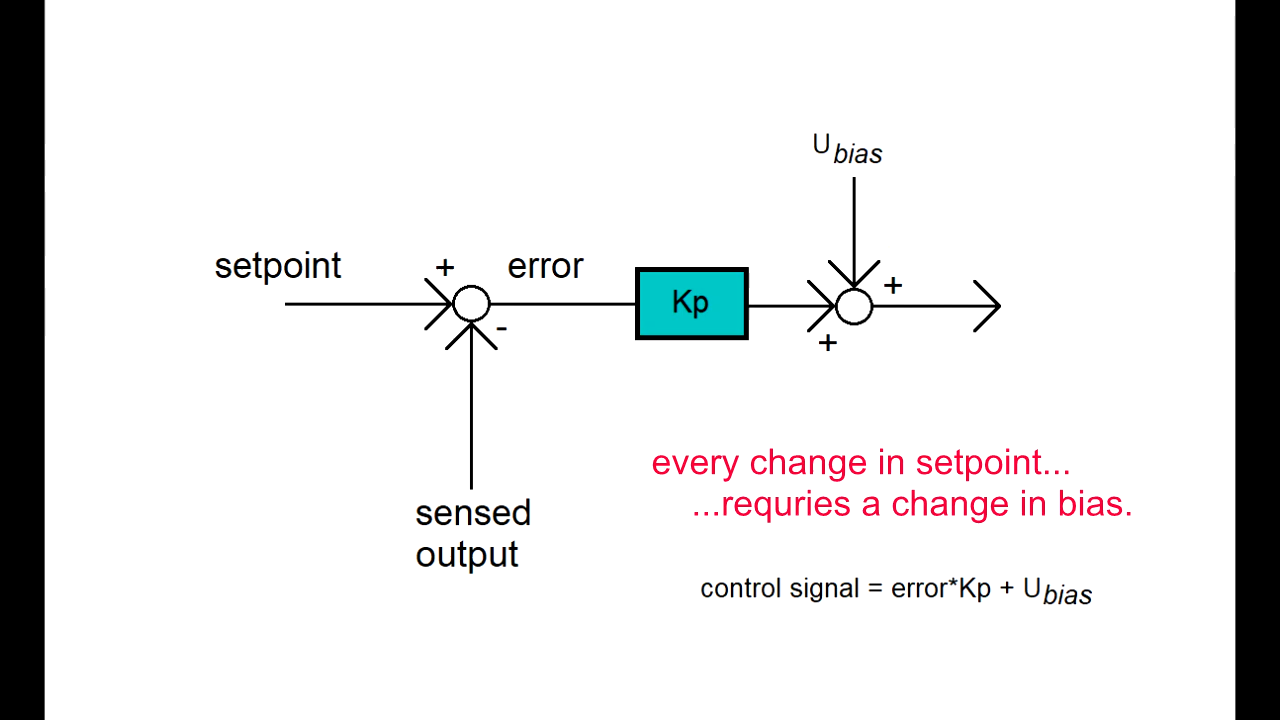 U bias
setpoint
+
error
Kp
+
-
+
sensed
output
every change in setpoint...
...requries a change in bias.
control signal = error*Kp + U bias